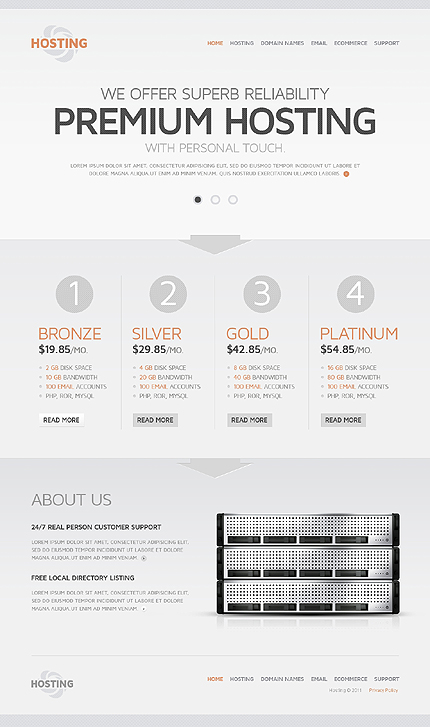 HOSTING
HOME HOSTING DOMAIN NAMES EMAIL ECOMMERCE SUPPORT
WE OFFER SUPERB RELIABILITY
PREMIUM HOSTING
WITH PERSONAL TOUCH.
LOREM IPSUM DOLOR SIT AMET, CONSECTETUR ADIPISICING ELIT, SED DO EIUSMOD TEMPOR INCIDIDUNT UT LABORE ET
DOLORE MAGNA ALIQUA UT ENIM AD MINIM VENIAM, QUIS NOSTRUD EXERCITATION ULLAMCO LABORIS.
1
BRONZE
$19.85/MO.
2 GB DISK SPACE
10 GB BANDWIDTH
100 EMAIL ACCOUNTS
PHP, ROR, MYSQL
READ MORE
2
SILVER
$29.85/MO.
4 GB DISK SPACE
20 GB BANDWIDTH
100 EMAIL ACCOUNTS
PHP, ROR, MYSQL
READ MORE
3
GOLD
$42.85/MO.
8 GB DISK SPACE
40 GB BANDWIDTH
100 EMAIL ACCOUNTS
PHP, ROR, MYSQL
READ MORE
4
PLATINUM
$54.85/MO.
16 GB DISK SPACE
80 GB BANDWIDTH
100 EMAIL ACCOUNTS
PHP, ROR, MYSQL
READ MORE
ABOUT US
24/7 REAL PERSON CUSTOMER SUPPORT
LOREM IPSUM DOLOR SIT AMET, CONSECTETUR ADIPISICING ELIT,
SED DO EIUSMOD TEMPOR INCIDIDUNT UT LABORE ET DOLORE
MAGNA ALIQUA. UT ENIM AD MINIM VENIAM.
FREE LOCAL DIRECTORY LISTING
LOREM IPSUM DOLOR SIT AMET, CONSECTETUR ADIPISICING ELIT,
SED DO EIUSMOD TEMPOR INCIDIDUNT UT LABORE ET DOLORE
MAGNA ALIQUA. UT ENIM AD MINIM VENIAM.
HOSTING
HOME HOSTING DOMAIN NAMES EMAIL ECOMMERCE SUPPORT
Hosting © 2011 Privacy Policy